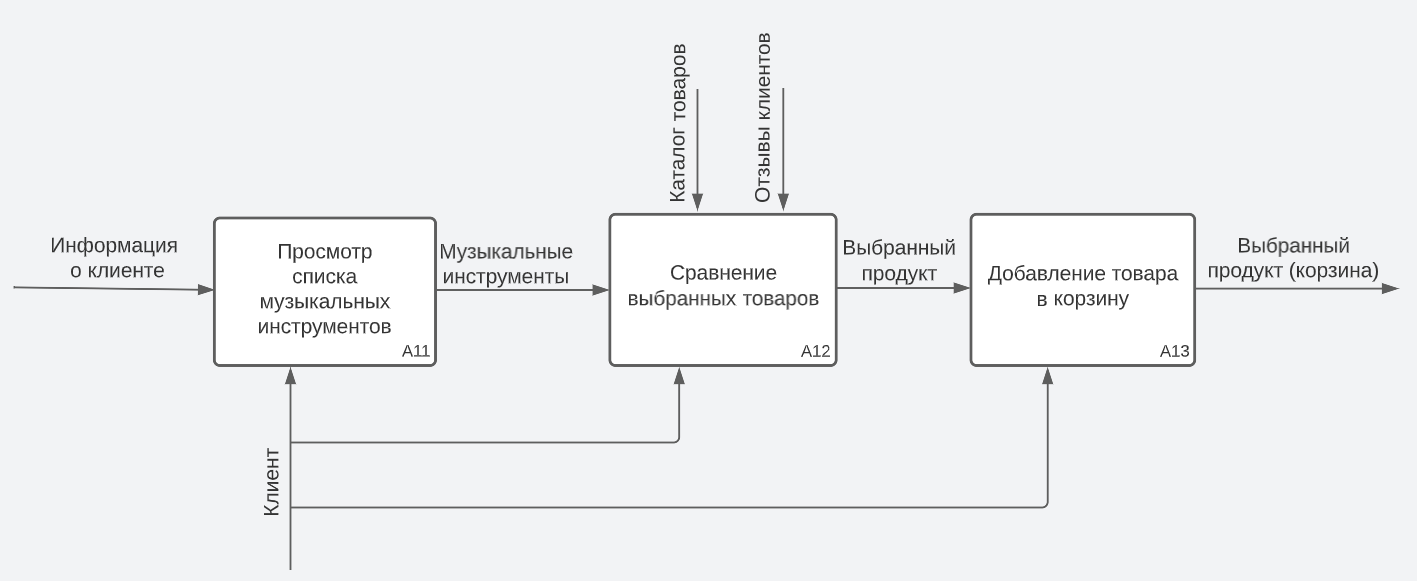 Каталог товаров
Отзывы клиентов
Информация
о клиенте
Просмотр
списка
музыкальных
инструментов
A11
Музыкальные
инструменты
Сравнение
выбранных товаров
A12
Выбранный
продукт
Добавление товара
в корзину
A13
Выбранный
продукт (корзина)
Клиент